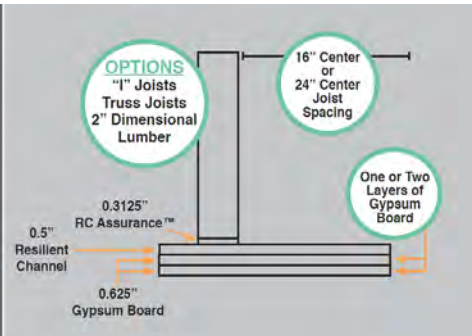 OPTIONS
“I” Joists
Truss Joists
2” Dimensional
Lumber
16” Center
or
24” Center
Joist
Spacing
One or Two
Layers of
Gypsum
Board
0.3125”
RC Assurance™
0.5”
Resilient
Channel
0.625”
Gypsum Board